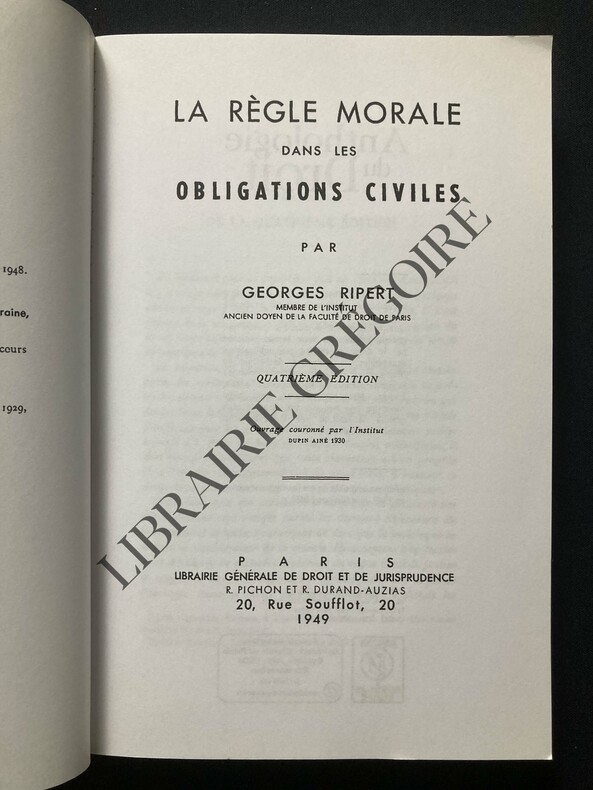 1948.
raine,
cours
1929,
LA RÈGLE MORALE
DANS LES
OBLIGATIONS CIVILES
PAR
GEORGES RIPERT
MEMBRE DE L'INSTITUT
ANCIEN DOYEN DE LA FACULTÉ DE DROIT DE PARIS
QUATRIÈME ÉDITION
Ouvrage couronné par l'Institut
DUPIN AINÉ 1930
PARIS
LIBRAIRIE GÉNÉRALE DE DROIT ET DE JURISPRUDENCE
R. PICHON ET R. DURAND-AUZIAS
20, Rue Soufflot, 20
1949
LIBRAIRIE GREGOIRE